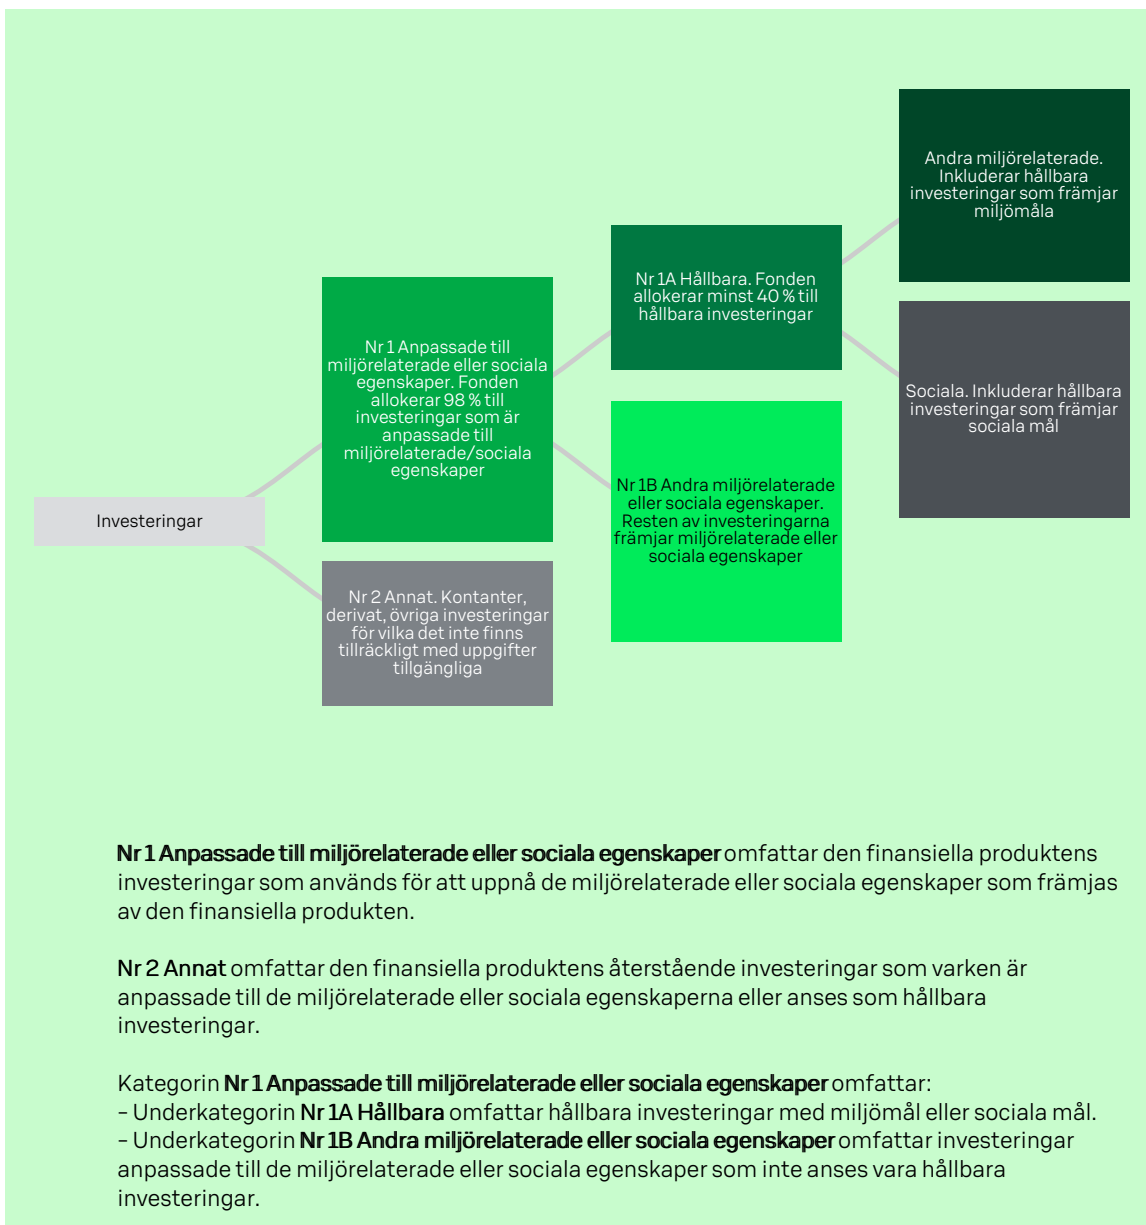 Andra miljörelaterade.
Inkluderar hållbara
investeringar som främjar
miljömåla
Nr 1A Hållbara. Fonden
allokerar minst 40 % till
hållbara investeringar
Nr 1 Anpassade till
miljörelaterade eller sociala
egenskaper. Fonden
allokerar 98 % till
investeringar som är
anpassade till
miljörelaterade/sociala
egenskaper
Sociala. Inkluderar hållbara
investeringar som främjar
sociala mål
Nr 1B Andra miljörelaterade
eller sociala egenskaper.
Resten av investeringarna
främjar miljörelaterade eller
sociala egenskaper
Investeringar
Nr 2 Annat. Kontanter,
derivat, övriga investeringar
för vilka det inte finns
tillräckligt med uppgifter
tillgängliga
Nr 1 Anpassade till miljörelaterade eller sociala egenskaper omfattar den finansiella produktens
investeringar som används för att uppnå de miljörelaterade eller sociala egenskaper som främjas
av den finansiella produkten.
Nr 2 Annat omfattar den finansiella produktens återstående investeringar som varken är
anpassade till de miljörelaterade eller sociala egenskaperna eller anses som hållbara
investeringar.
Kategorin Nr 1 Anpassade till miljörelaterade eller sociala egenskaper omfattar:
- Underkategorin Nr 1A Hållbara omfattar hållbara investeringar med miljömål eller sociala mål.
- Underkategorin Nr 1B Andra miljörelaterade eller sociala egenskaper omfattar investeringar
anpassade till de miljörelaterade eller sociala egenskaper som inte anses vara hållbara
investeringar.